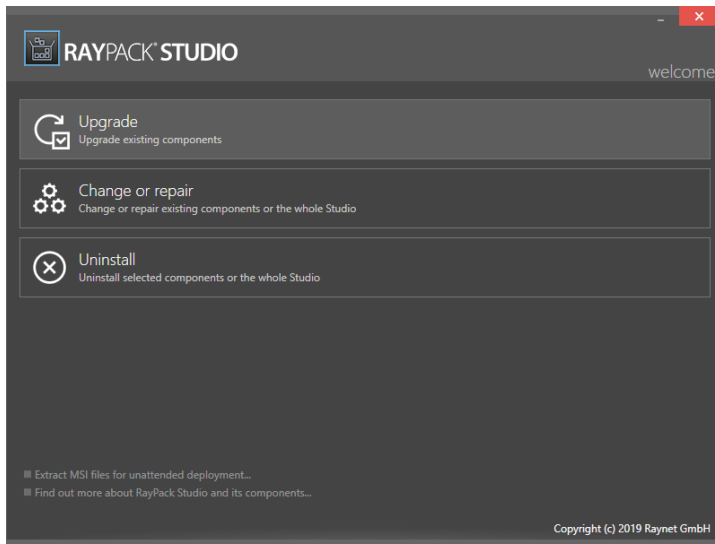 RAYPACK® STUDIO
welcome
Upgrade
Upgrade existing components
Change or repair
Change or repair existing components or the whole Studio
Uninstall
Uninstall selected components or the whole Studio
Extract MSI files for unattended deployment...
Find out more about RayPack Studio and its components...
Copyright (c) 2019 Raynet GmbH